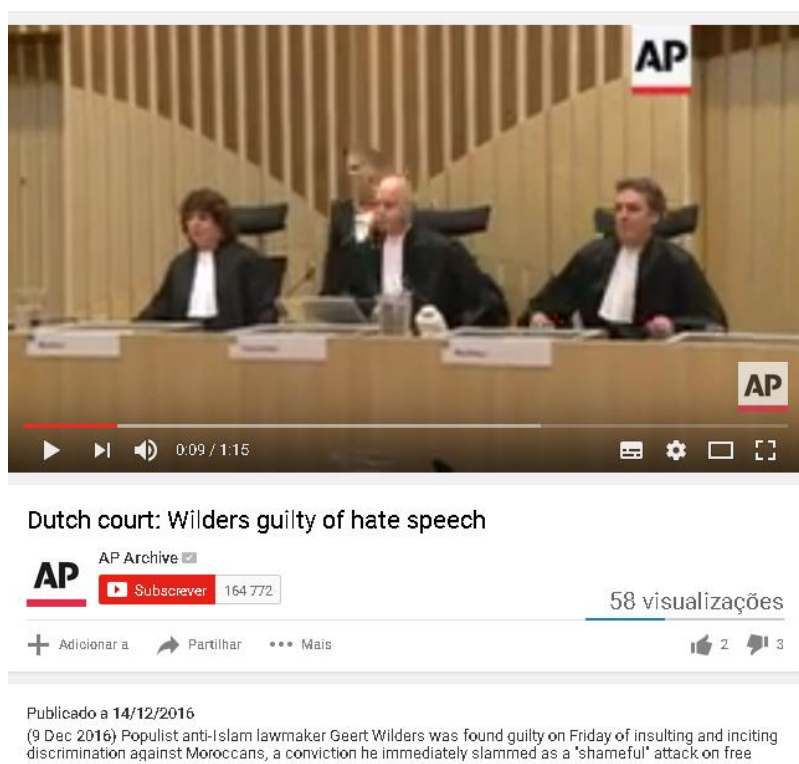 AP
AP
0:09 / 1:15
Dutch court: Wilders guilty of hate speech
AP Archive
AP
Subscrever 164 772
58 visualizações
Adicionar a Partilhar Mais
2 3
Publicado a 14/12/2016
(9 Dec 2016) Populist anti-Islam lawmaker Geert Wilders was found guilty on Friday of insulting and inciting
discrimination against Moroccans, a conviction he immediately slammed as a "shameful" attack on free